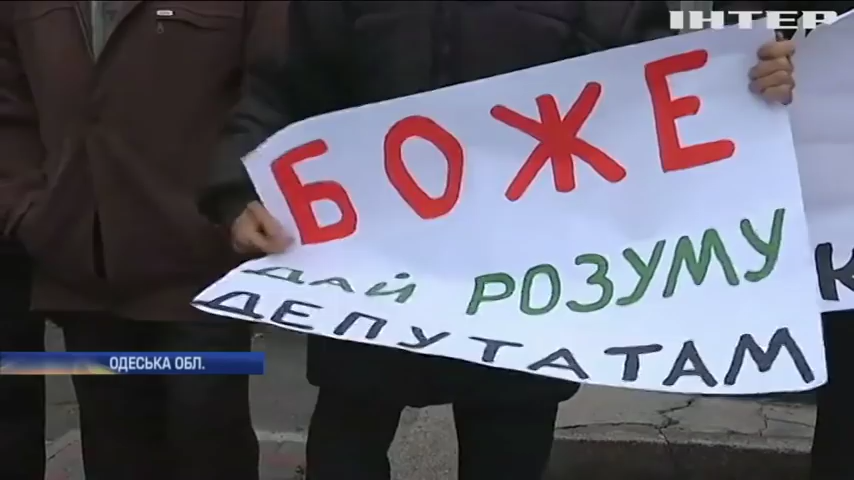 ІНТЕР
БОЖЕ
ДАЙ РОЗУМУ
ДЕПУТАТАМ
К
ОДЕСЬКА ОБЛ.